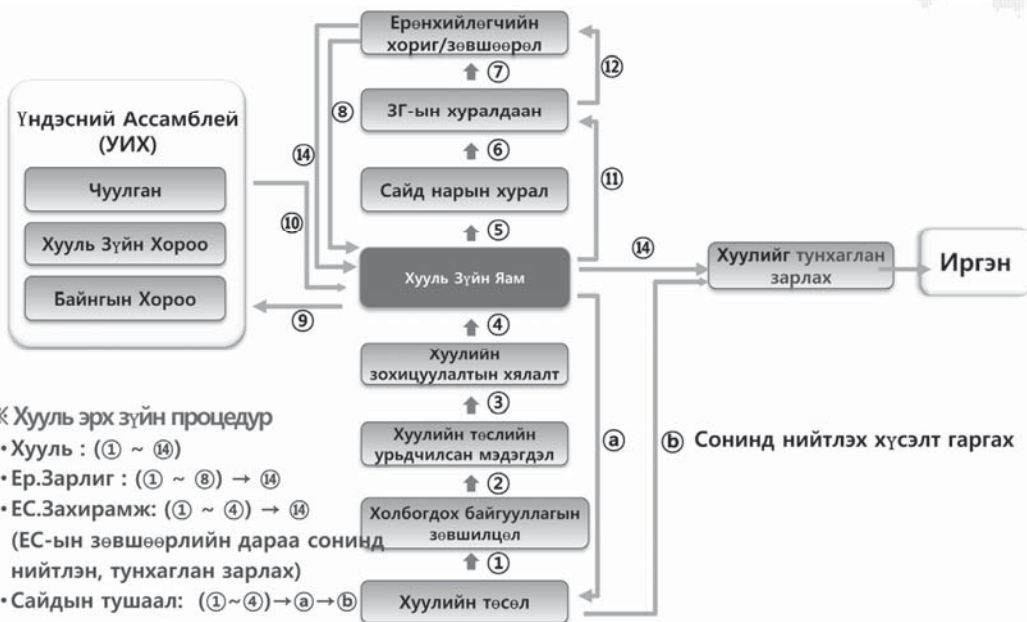 Ерөнхийлөгчийн
хориг/зөвшөөрөл
⑦
⑫
⑧
ЗГ-ын хуралдаан
⑥
⑭
⑪
Сайд нарын хурал
⑤
Үндэсний Ассамблей
(УИХ)
Чуулган
Хууль Зүйн Хороо
Байнгын Хороо
⑩
⑨
Хууль Зүйн Яам
⑭
Хуулийг тунхаглан
зарлах
Иргэн
④
Хуулийн
зохицуулалтын хялалт
③
Хуулийн төслийн
урьдчилсан мэдэгдэл
②
Холбогдох байгууллагын
зөвшилцөл
①
Хуулийн төсөл
ⓐ
ⓑ Сонинд нийтлэх хүсэлт гаргах
※ Хууль эрх зүйн процедур
・Хууль : (① ~ ⑭)
・Ер.Зарлиг : (① ~ ⑧) → ⑭
・ЕС.Захирамж: (① ~ ④) → ⑭
(ЕС-ын зөвшөөрлийн дараа сонинд
нийтлэн, тунхаглан зарлах)
・Сайдын тушаал: (①~④)→ⓐ→ⓑ